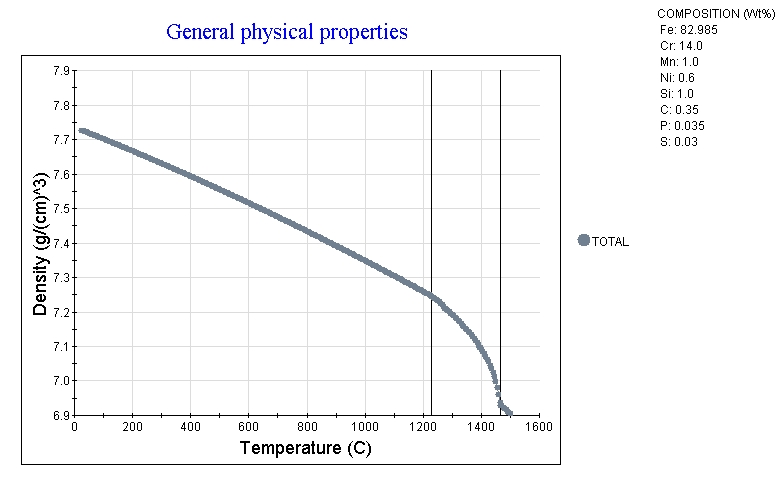 General physical properties
COMPOSITION (Wt%)
Fe: 82.985
Cr: 14.0
Mn: 1.0
Ni: 0.6
Si: 1.0
C: 0.35
P: 0.035
S: 0.03
7.9
7.8
7.7
7.6
7.5
7.4
7.3
7.2
7.1
7.0
6.9
Density (g/(cm)^3)
0 200 400 600 800 1000 1200 1400 1600
Temperature (C)
TOTAL